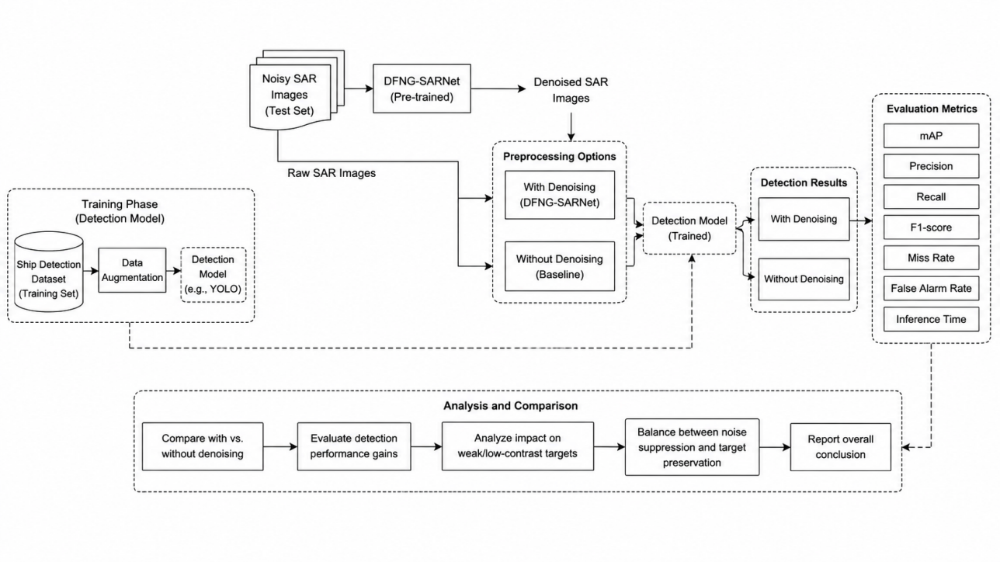 Noisy SAR
Images
(Test Set)
DFNG-SARNet
(Pre-trained)
Denoised SAR
Images
Raw SAR Images
Training Phase
(Detection Model)
Ship Detection
Dataset
(Training Set)
Data
Augmentation
Detection
Model
(e.g., YOLO)
Preprocessing Options
With Denoising
(DFNG-SARNet)
Without Denoising
(Baseline)
Detection Model
(Trained)
Detection Results
With Denoising
Without Denoising
Evaluation Metrics
mAP
Precision
Recall
F1-score
Miss Rate
False Alarm Rate
Inference Time
Analysis and Comparison
Compare with vs.
without denoising
Evaluate detection
performance gains
Analyze impact on
weak/low-contrast targets
Balance between noise
suppression and target
preservation
Report overall
conclusion